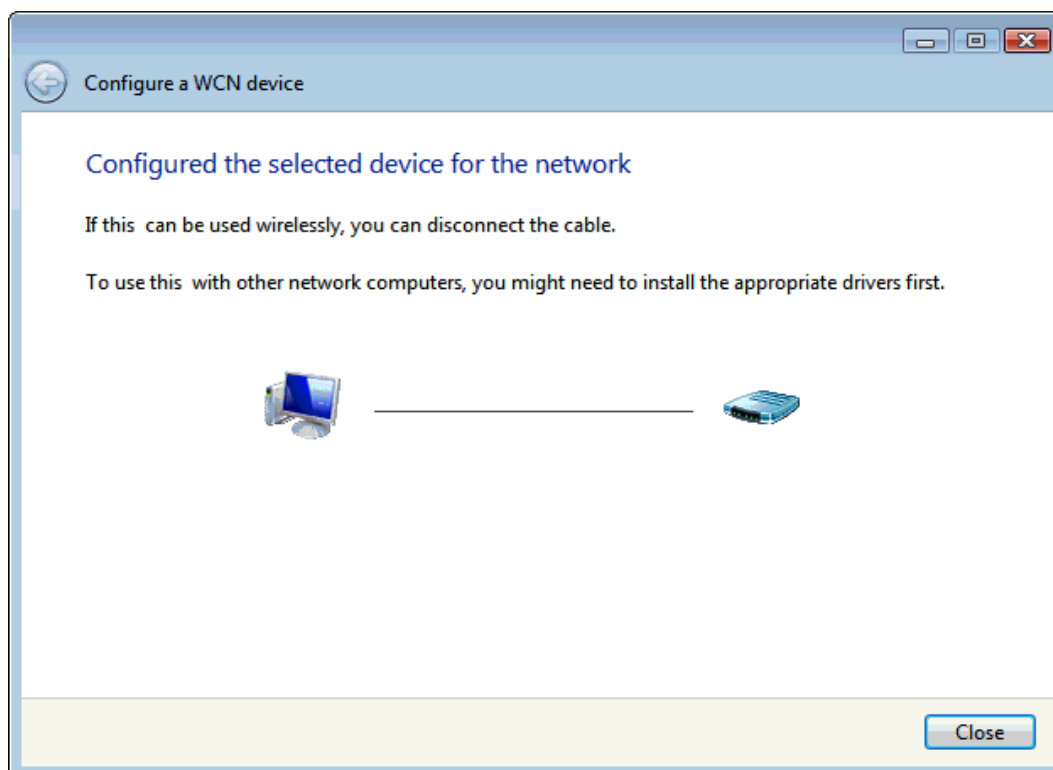 Configure a WCN device
Configured the selected device for the network
If this  can be used wirelessly, you can disconnect the cable.
To use this  with other network computers, you might need to install the appropriate drivers first.
Close